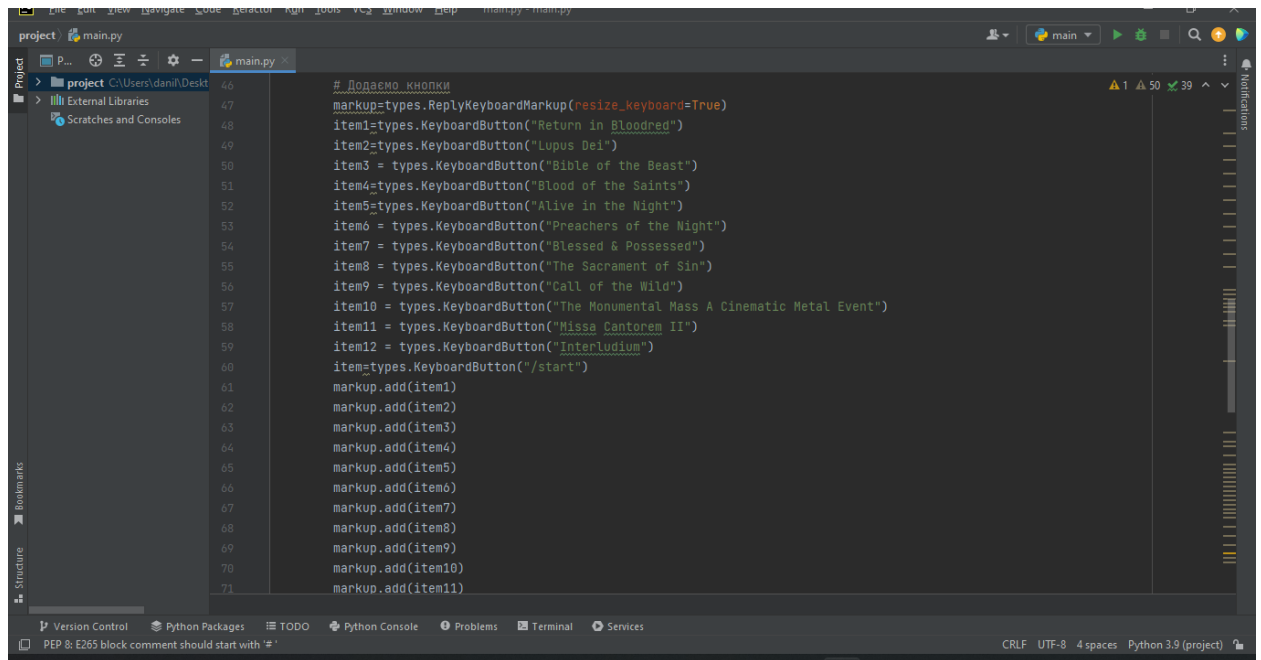 File Edit View Navigate Code Refactor Run Tools VCS Window Help main.py - main.py
project main.py main
Project
P... main.py
project C:\Users\danil\Deskt
External Libraries
Scratches and Consoles
1 50 39
Notifications
46 # Додаємо кнопки
47 markup=types.ReplyKeyboardMarkup(resize_keyboard=True)
48 item1=types.KeyboardButton("Return in Bloodred")
49 item2=types.KeyboardButton("Lupus Dei")
50 item3 = types.KeyboardButton("Bible of the Beast")
51 item4=types.KeyboardButton("Blood of the Saints")
52 item5=types.KeyboardButton("Alive in the Night")
53 item6 = types.KeyboardButton("Preachers of the Night")
54 item7 = types.KeyboardButton("Blessed & Possessed")
55 item8 = types.KeyboardButton("The Sacrament of Sin")
56 item9 = types.KeyboardButton("Call of the Wild")
57 item10 = types.KeyboardButton("The Monumental Mass A Cinematic Metal Event")
58 item11 = types.KeyboardButton("Missa Cantorem II")
59 item12 = types.KeyboardButton("Interludium")
60 item=types.KeyboardButton("/start")
61 markup.add(item1)
62 markup.add(item2)
63 markup.add(item3)
64 markup.add(item4)
65 markup.add(item5)
66 markup.add(item6)
67 markup.add(item7)
68 markup.add(item8)
69 markup.add(item9)
70 markup.add(item10)
71 markup.add(item11)
Bookmarks
Structure
Version Control Python Packages TODO Python Console Problems Terminal Services
PEP 8: E265 block comment should start with '# ' CRLF UTF-8 4 spaces Python 3.9 (project)